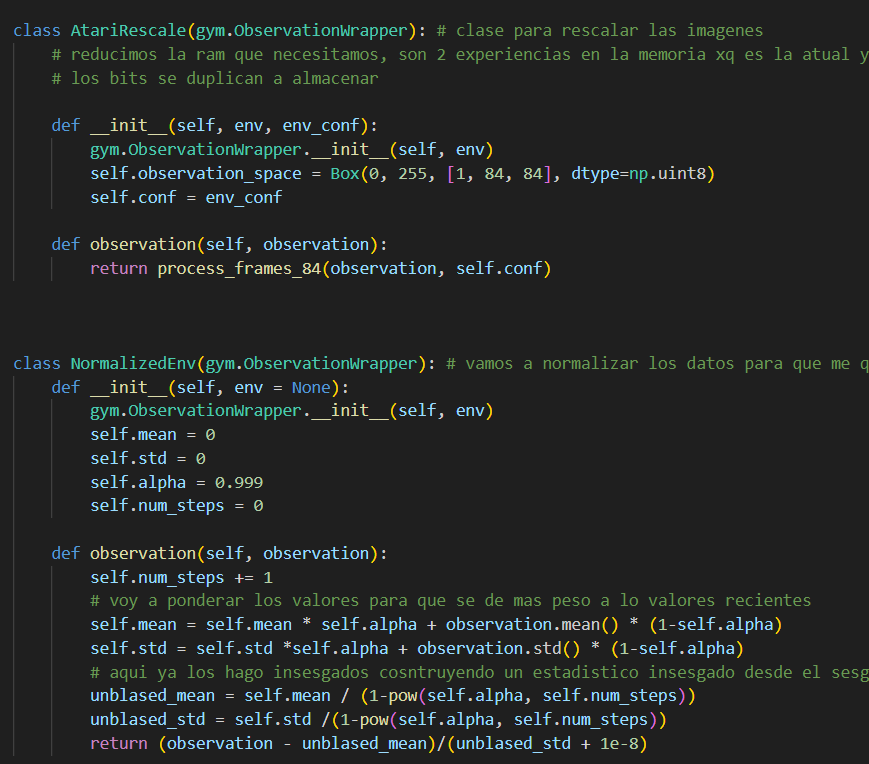 class AtariRescale(gym.ObservationWrapper): # clase para rescalar las imagenes
# reducimos la ram que necesitamos, son 2 experiencias en la memoria xq es la atual y
# los bits se duplican a almacenar
def __init__(self, env, env_conf):
gym.ObservationWrapper.__init__(self, env)
self.observation_space = Box(0, 255, [1, 84, 84], dtype=np.uint8)
self.conf = env_conf
def observation(self, observation):
return process_frames_84(observation, self.conf)
class NormalizedEnv(gym.ObservationWrapper): # vamos a normalizar los datos para que me q
def __init__(self, env = None):
gym.ObservationWrapper.__init__(self, env)
self.mean = 0
self.std = 0
self.alpha = 0.999
self.num_steps = 0
def observation(self, observation):
self.num_steps += 1
# voy a ponderar los valores para que se de mas peso a lo valores recientes
self.mean = self.mean * self.alpha + observation.mean() * (1-self.alpha)
self.std = self.std *self.alpha + observation.std() * (1-self.alpha)
# aqui ya los hago insesgados cosntruyendo un estadistico insesgado desde el sesg
unblased_mean = self.mean / (1-pow(self.alpha, self.num_steps))
unblased_std = self.std /(1-pow(self.alpha, self.num_steps))
return (observation - unblased_mean)/(unblased_std + 1e-8)